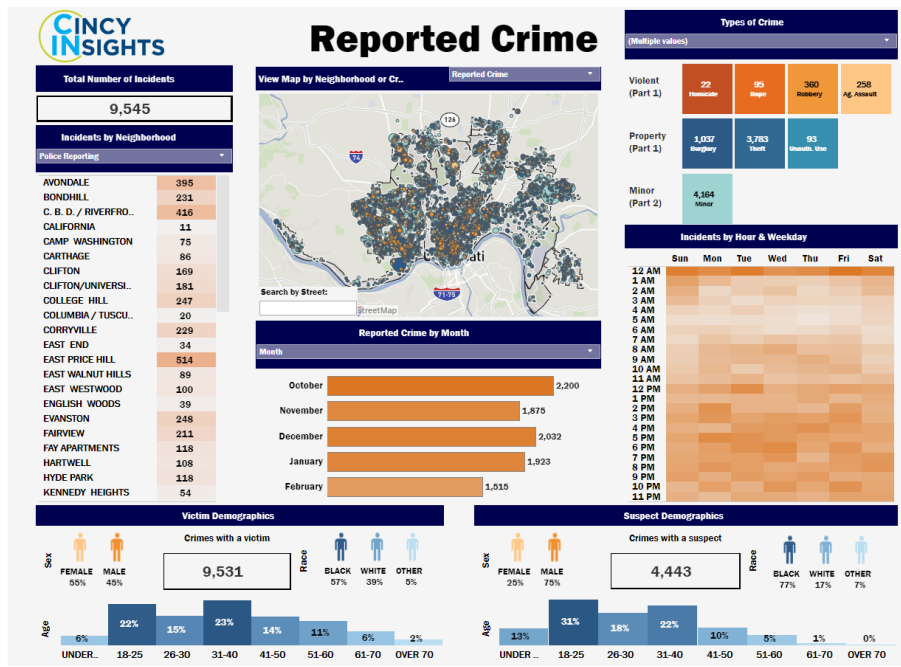 CINCY
INSIGHTS
Reported Crime
Total Number of Incidents
9,545
Incidents by Neighborhood
Police Reporting
AVONDALE 395
BONDHILL 231
C. B. D. / RIVERFRO.. 416
CALIFORNIA 11
CAMP WASHINGTON 75
CARTHAGE 86
CLIFTON 169
CLIFTON/UNIVERSI.. 181
COLLEGE HILL 247
COLUMBIA / TUSCU.. 20
CORRYVILLE 229
EAST END 34
EAST PRICE HILL 514
EAST WALNUT HILLS 89
EAST WESTWOOD 100
ENGLISH WOODS 39
EVANSTON 248
FAIRVIEW 211
FAY APARTMENTS 118
HARTWELL 108
HYDE PARK 118
KENNEDY HEIGHTS 54
View Map by Neighborhood or Cr..
Reported Crime
126
74
71-75
Search by Street:
StreetMap
Reported Crime by Month
Month
October 2,200
November 1,875
December 2,032
January 1,923
February 1,515
Types of Crime
(Multiple values)
Violent
(Part 1)
22 Homicide
95 Rape
360 Robbery
258 Ag. Assault
Property
(Part 1)
1,037 Burglary
3,783 Theft
93 Unauth. Use
Minor
(Part 2)
4,164 Minor
Incidents by Hour & Weekday
Sun Mon Tue Wed Thu Fri Sat
12 AM
1 AM
2 AM
3 AM
4 AM
5 AM
6 AM
7 AM
8 AM
9 AM
10 AM
11 AM
12 PM
1 PM
2 PM
3 PM
4 PM
5 PM
6 PM
7 PM
8 PM
9 PM
10 PM
11 PM
Victim Demographics
Sex
FEMALE 55%
MALE 45%
Crimes with a victim
9,531
Race
BLACK 57%
WHITE 39%
OTHER 5%
Age
6% 22% 15% 23% 14% 11% 6% 2%
UNDER.. 18-25 26-30 31-40 41-50 51-60 61-70 OVER 70
Suspect Demographics
Sex
FEMALE 25%
MALE 75%
Crimes with a suspect
4,443
Race
BLACK 77%
WHITE 17%
OTHER 7%
Age
13% 31% 18% 22% 10% 5% 1% 0%
UNDER .. 18-25 26-30 31-40 41-50 51-60 61-70 OVER 70